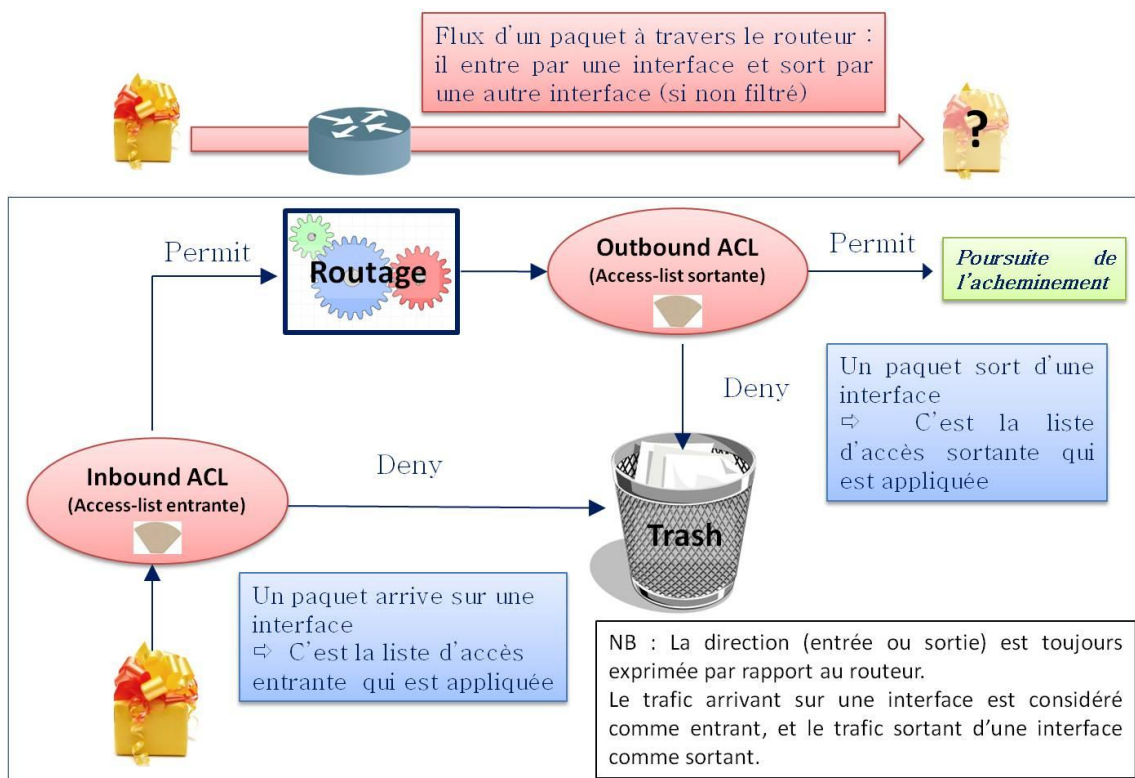 Flux d'un paquet à travers le routeur :
il entre par une interface et sort par
une autre interface (si non filtré)
?
Permit
Routage
Outbound ACL
(Access-list sortante)
Permit
Poursuite de
l'acheminement
Deny
Un paquet sort d'une
interface
⇨ C'est la liste
d'accès sortante qui
est appliquée
Inbound ACL
(Access-list entrante)
Deny
Trash
Un paquet arrive sur une
interface
⇨ C'est la liste d'accès
entrante qui est appliquée
NB : La direction (entrée ou sortie) est toujours
exprimée par rapport au routeur.
Le trafic arrivant sur une interface est considéré
comme entrant, et le trafic sortant d'une interface
comme sortant.